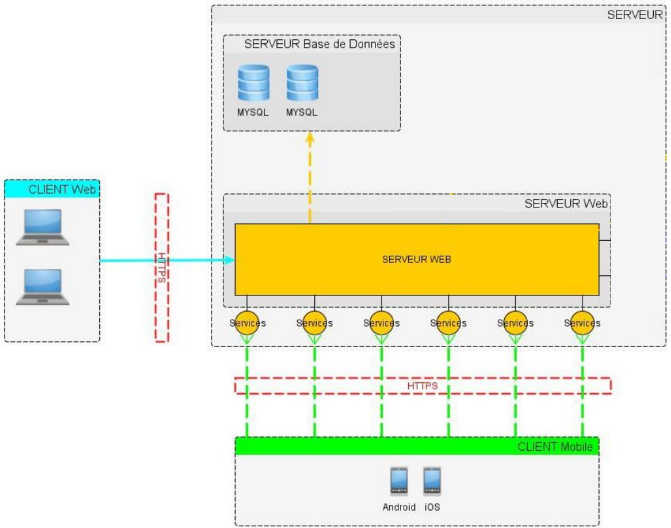 SERVEUR
SERVEUR Base de Données
MYSQL MYSQL
CLIENT Web
SERVEUR Web
HTTPS
SERVEUR WEB
Services Services Services Services Services Services
HTTPS
CLIENT Mobile
Android iOS